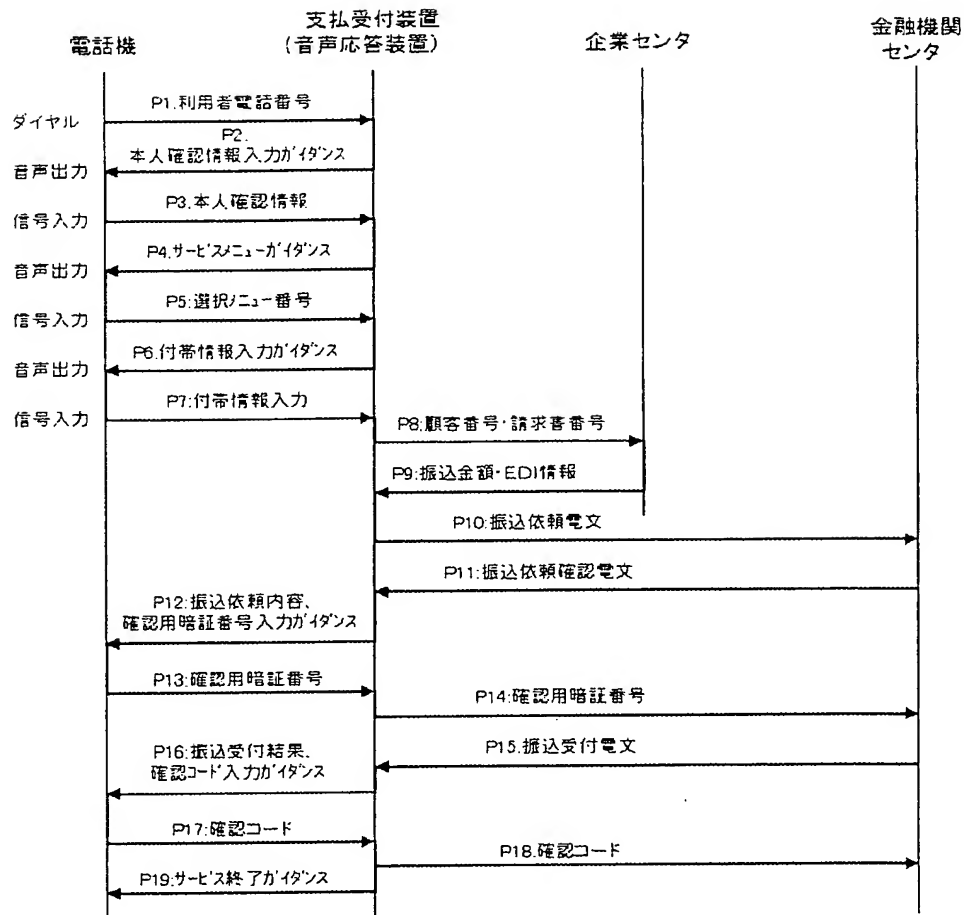 電話機
支払受付装置
(音声応答装置)
企業センタ
金融機関
センタ
P1.利用者電話番号
ダイヤル
P2.
本人確認情報入力ガイダンス
音声出力
P3.本人確認情報
信号入力
P4.サービスメニューガイダンス
音声出力
P5:選択メニュー番号
信号入力
P6.付帯情報入力ガイダンス
音声出力
P7:付帯情報入力
信号入力
P8:顧客番号・請求書番号
P9:振込金額・EDI情報
P10:振込依頼電文
P11:振込依頼確認電文
P12:振込依頼内容、
確認用暗証番号入力ガイダンス
P13:確認用暗証番号
P14:確認用暗証番号
P15.振込受付電文
P16:振込受付結果、
確認コード入力ガイダンス
P17:確認コード
P18.確認コード
P19:サービス終了ガイダンス